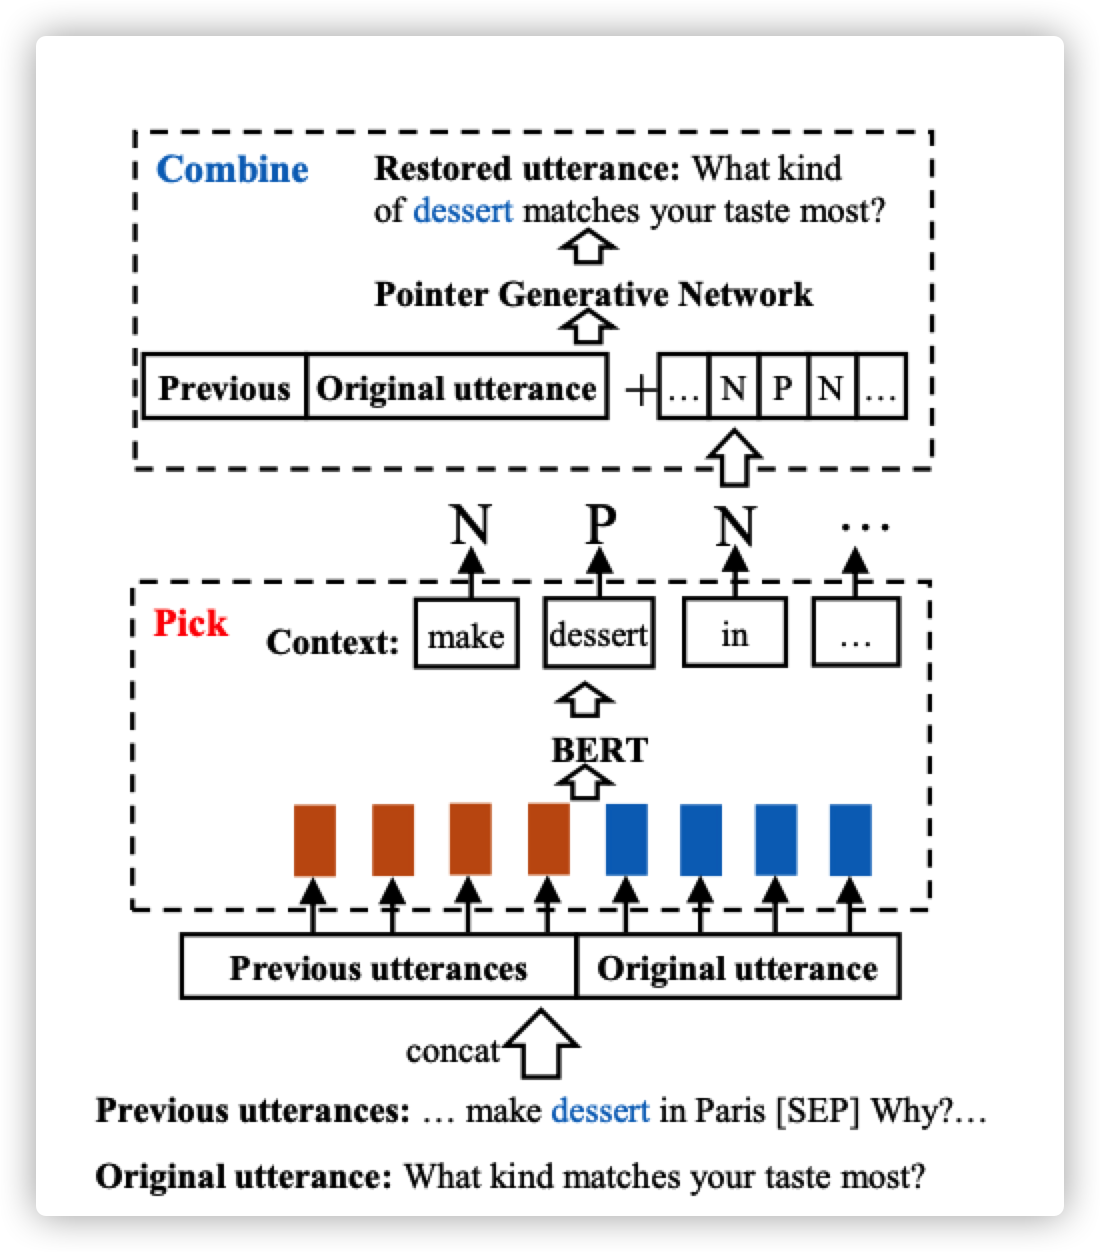 Combine
Restored utterance: What kind
of dessert matches your taste most?
Pointer Generative Network
Previous Original utterance + … N P N …
N P N …
Pick
Context: make dessert in …
BERT
Previous utterances Original utterance
concat
Previous utterances: … make dessert in Paris [SEP] Why?…
Original utterance: What kind matches your taste most?